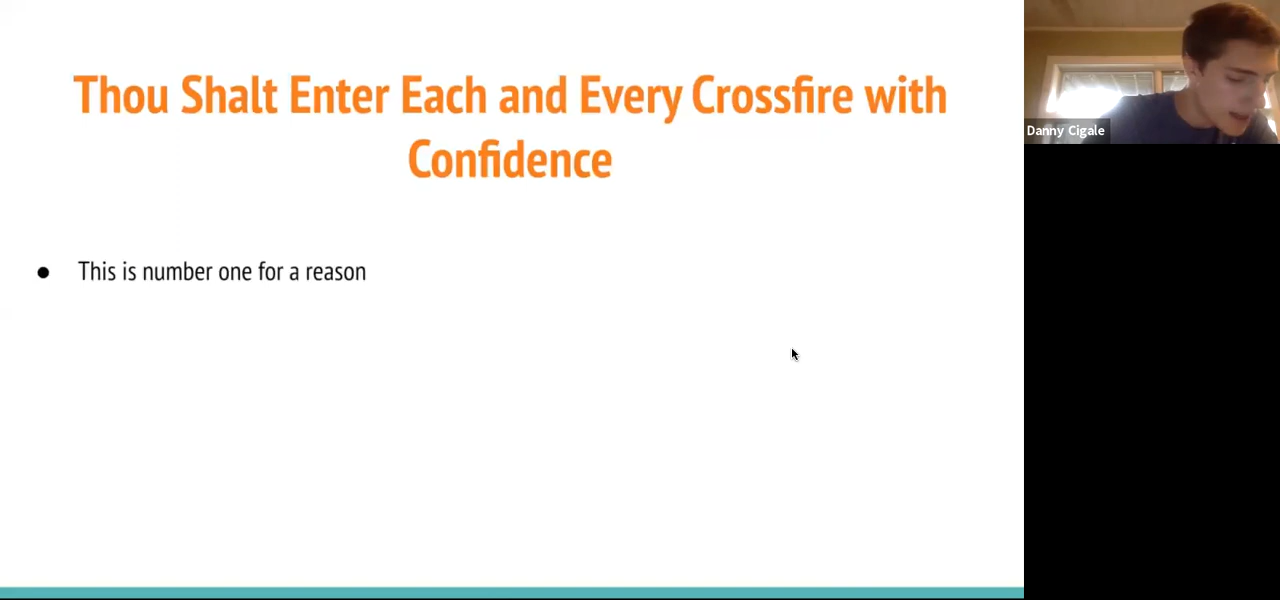 Thou Shalt Enter Each and Every Crossfire with
Confidence
● This is number one for a reason
Danny Cigale